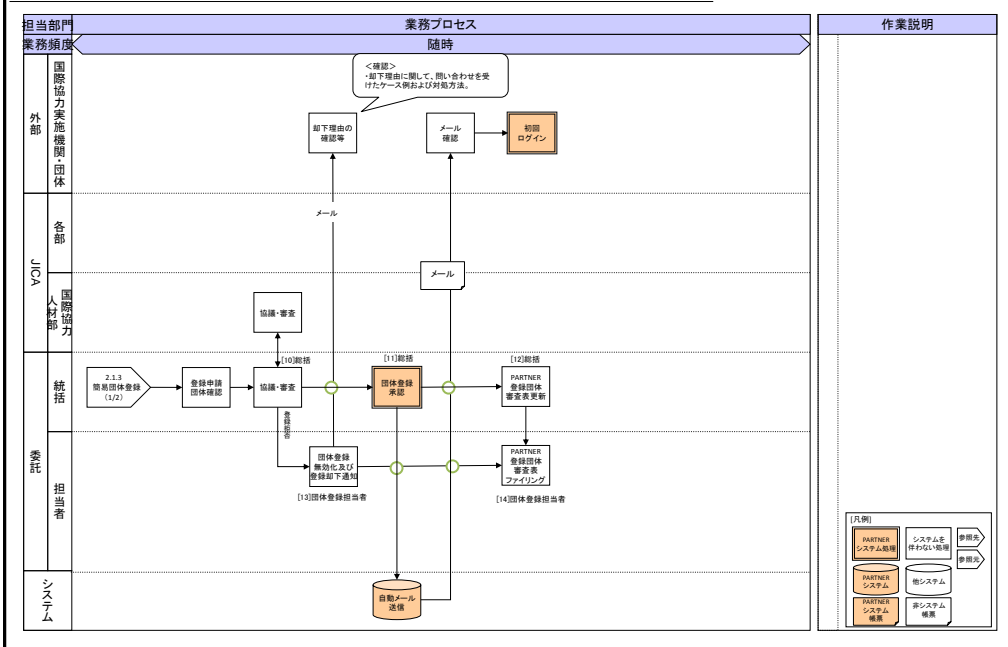 担当部門
業務プロセス
作業説明
業務頻度
随時
外部
国際協力実施機関・団体
＜確認＞
・却下理由に関して、問い合わせを受
けたケース例および対処方法。
却下理由の
確認等
メール
確認
初回
ログイン
JICA
各部
メール
メール
国際協力
人材部
協議・審査
委託
統括
2.1.3
簡易団体登録
（1/2）
登録申請
団体確認
[10]総括
協議・審査
[11]総括
団体登録
承認
[12]総括
PARTNER
登録団体
審査表更新
登録拒否
担当者
団体登録
無効化及び
登録却下通知
[13]団体登録担当者
PARTNER
登録団体
審査表
ファイリング
[14]団体登録担当者
システム
自動メール
送信
[凡例]
PARTNER
システム処理
システムを
伴わない処理
参照先
参照元
PARTNER
システム
他システム
PARTNER
システム
帳票
非システム
帳票